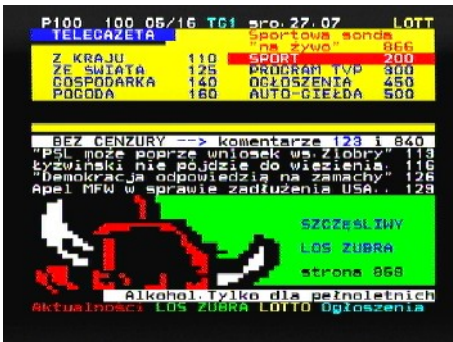 P100 100 05/16 TG1 śro.27.07 LOTT
TELEGAZETA Sportowa sonda
"na żywo" 866
Z KRAJU 110 SPORT 200
ZE ŚWIATA 125 PROGRAM TVP 300
GOSPODARKA 140 OGŁOSZENIA 450
POGODA 160 AUTO-GIEŁDA 500
BEZ CENZURY --> komentarze 123 i 840
"PSL może poprze wniosek ws.Ziobry" 113
Łyżwiński nie pójdzie do więzienia. 116
"Demokracja odpowiedzią na zamachy" 126
Apel MFW w sprawie zadłużenia USA.. 129
SZCZĘŚLIWY
LOS ŻUBRA
strona 868
Alkohol.Tylko dla pełnoletnich
Aktualności LOS ŻUBRA LOTTO Ogłoszenia